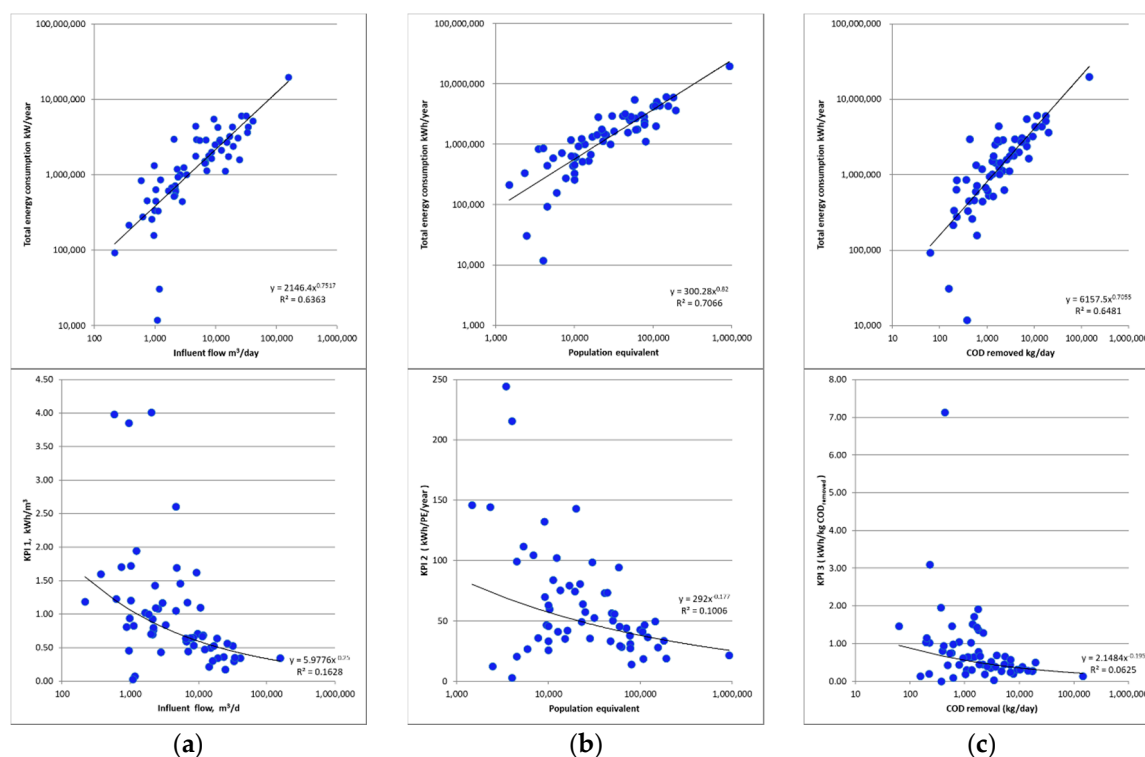 100,000,000
10,000,000
1,000,000
100,000
10,000
Total energy consumption kW/year
y = 2146.4x^0.7517
R² = 0.6363
100
1,000
10,000
100,000
1,000,000
Influent flow m³/day
100,000,000
10,000,000
1,000,000
100,000
10,000
1,000
Total energy consumption kWh/year
y = 300.28x^0.82
R² = 0.7066
1,000
10,000
100,000
1,000,000
Population equivalent
100,000,000
10,000,000
1,000,000
100,000
10,000
Total energy consumption kWh/year
y = 6157.5x^0.7055
R² = 0.6481
10
100
1,000
10,000
100,000
1,000,000
COD removed kg/day
4.50
4.00
3.50
3.00
2.50
2.00
1.50
1.00
0.50
0.00
KPI 1, kWh/m³
y = 5.9776x^-0.25
R² = 0.1628
100
1,000
10,000
100,000
1,000,000
Influent flow, m³/d
250
200
150
100
50
0
KPI 2 ( kWh/PE/year )
y = 292x^-0.177
R² = 0.1006
1,000
10,000
100,000
1,000,000
Population equivalent
8.00
7.00
6.00
5.00
4.00
3.00
2.00
1.00
0.00
KPI 3 ( kWh/kg COD removed )
y = 2.1484x^-0.195
R² = 0.0625
10
100
1,000
10,000
100,000
1,000,000
COD removal (kg/day)
(a)
(b)
(c)